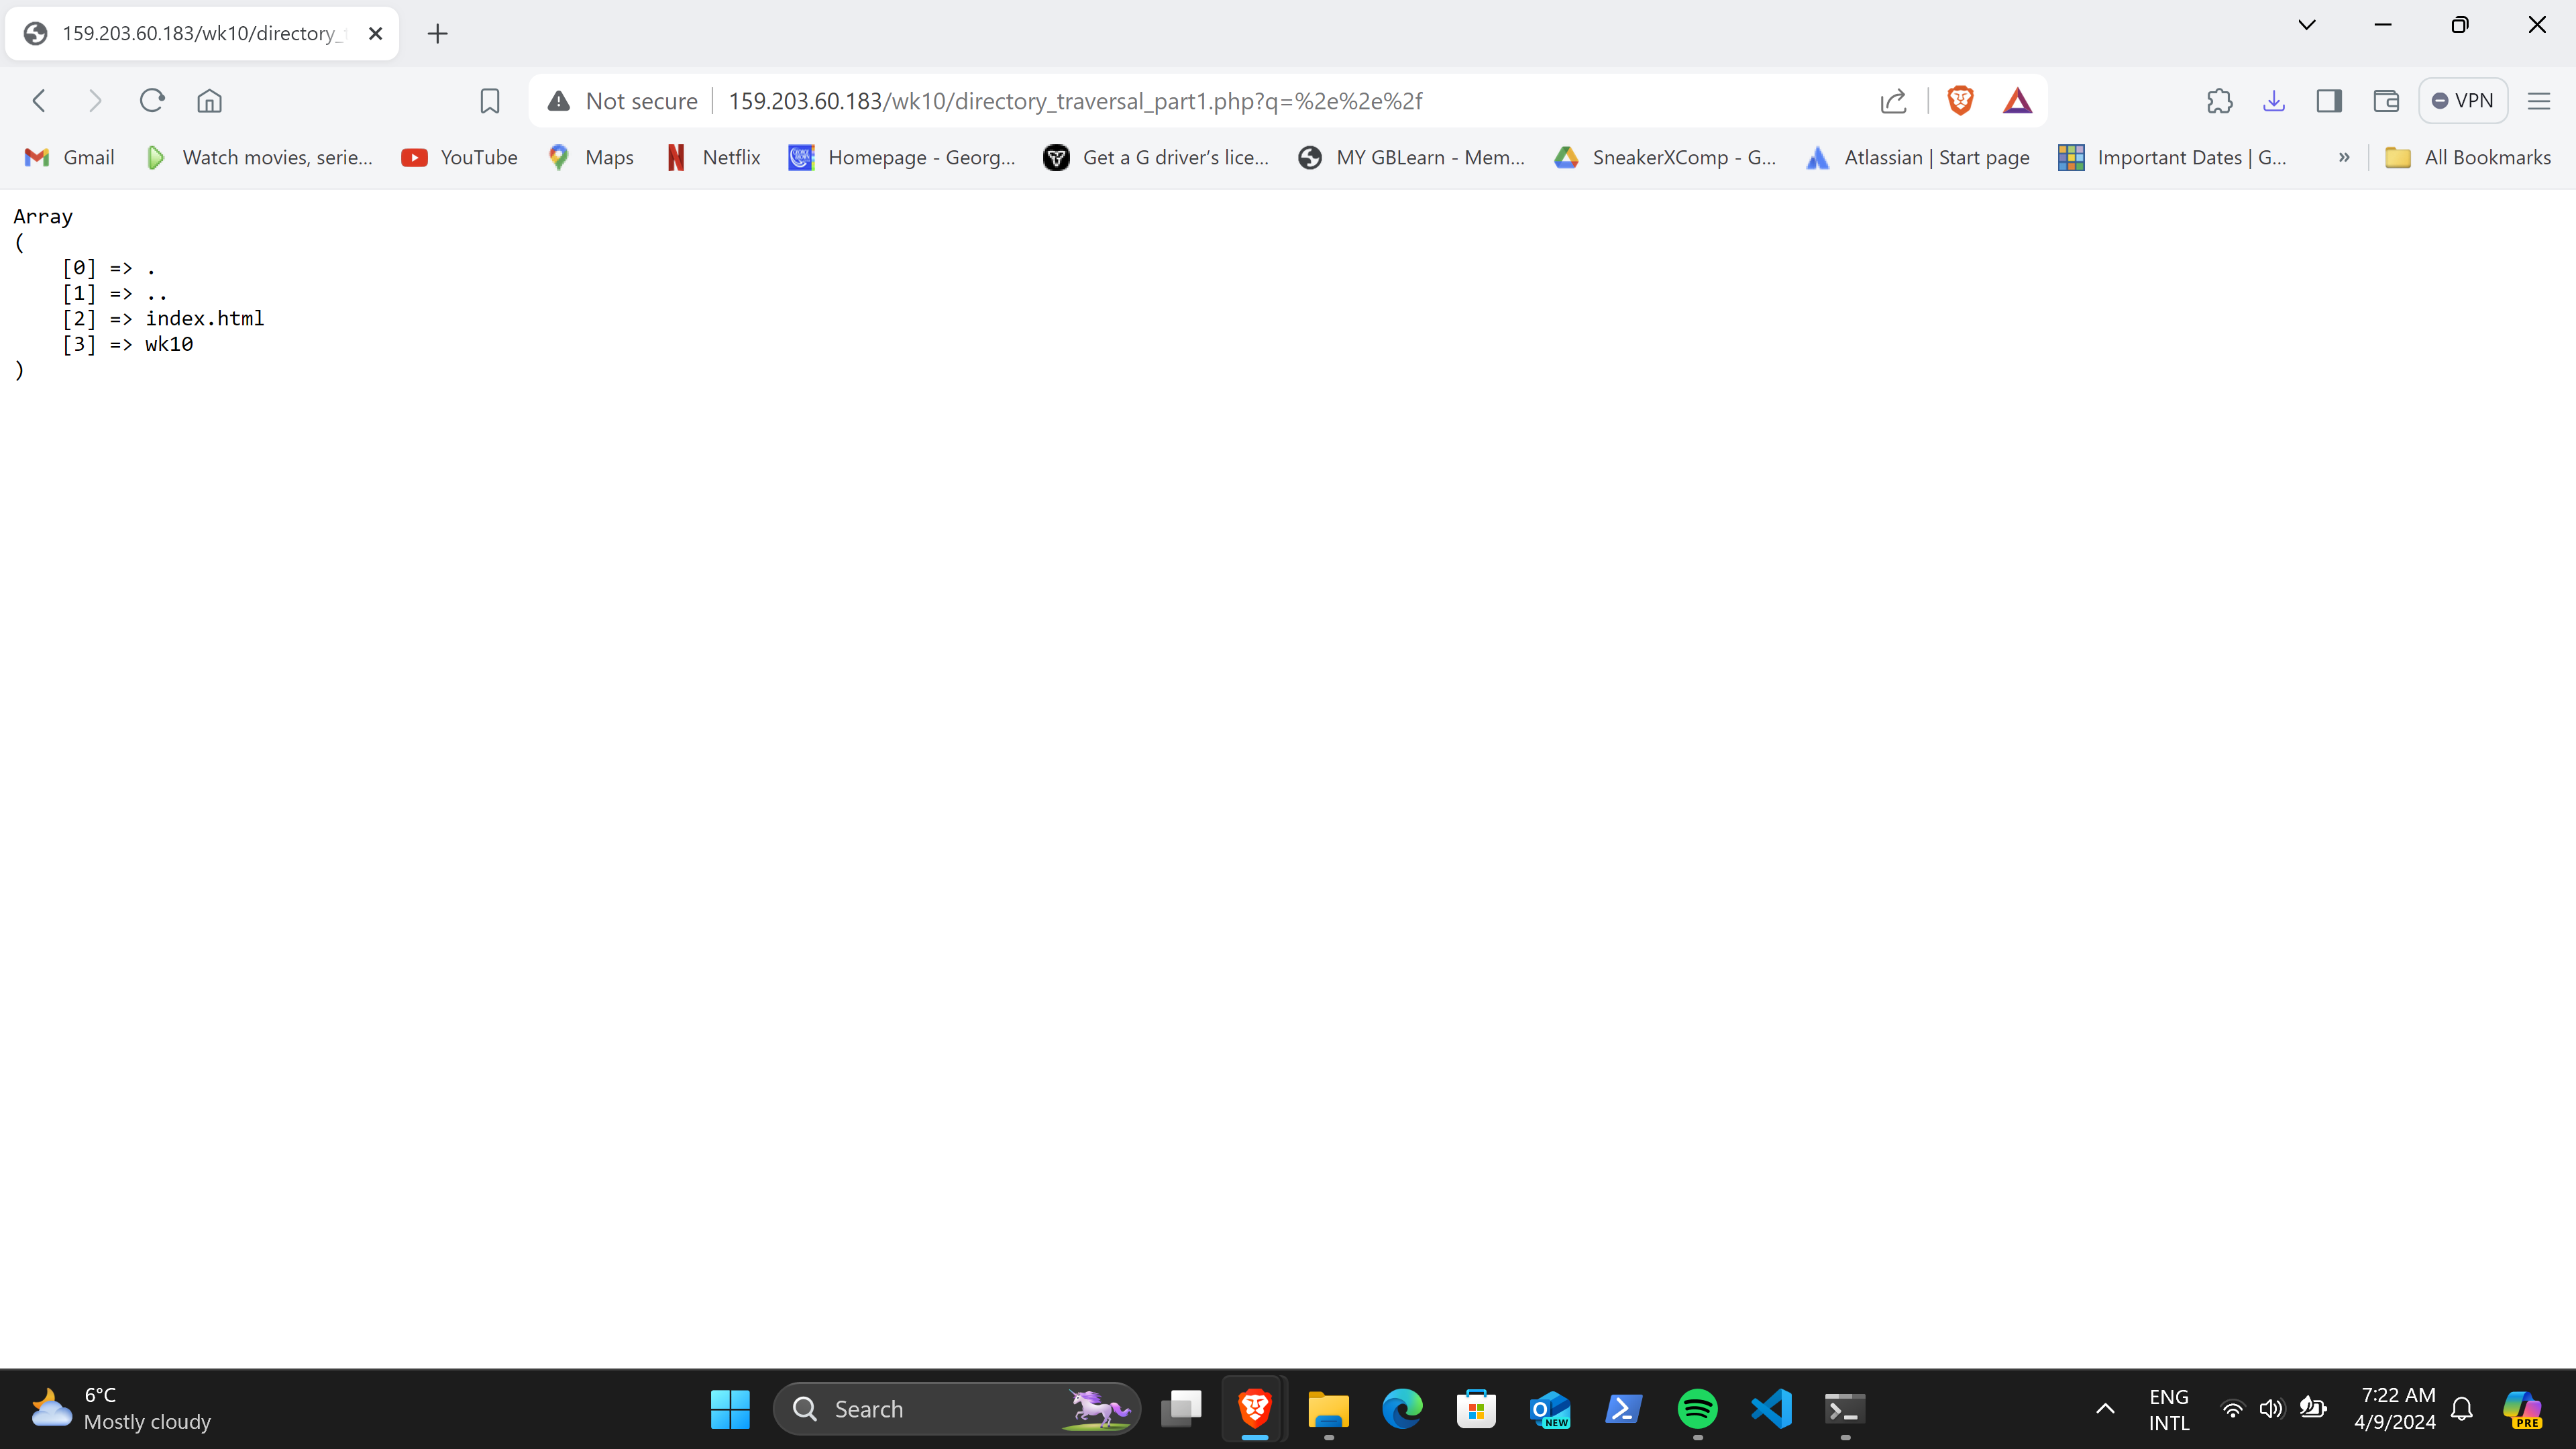 159.203.60.183/wk10/directory_
Not secure
159.203.60.183/wk10/directory_traversal_part1.php?q=%2e%2e%2f
VPN
Gmail
Watch movies, serie...
YouTube
Maps
Netflix
Homepage - Georg...
Get a G driver's lice...
MY GBLearn - Mem...
SneakerXComp - G...
Atlassian | Start page
Important Dates | G...
»
All Bookmarks
Array
(
    [0] => .
    [1] => ..
    [2] => index.html
    [3] => wk10
)
6°C
Mostly cloudy
Search
NEW
ENG
INTL
7:22 AM
4/9/2024
PRE